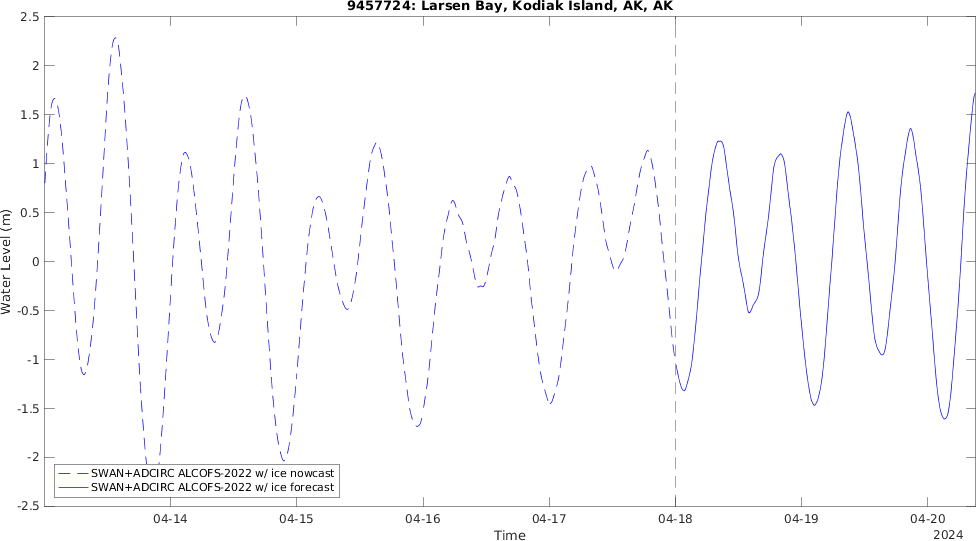 9457724: Larsen Bay, Kodiak Island, AK, AK
2.5
2
1.5
1
0.5
0
-0.5
-1
-1.5
-2
-2.5
Water Level (m)
SWAN+ADCIRC ALCOFS-2022 w/ ice nowcast
SWAN+ADCIRC ALCOFS-2022 w/ ice forecast
04-14 04-15 04-16 04-17 04-18 04-19 04-20
Time
2024